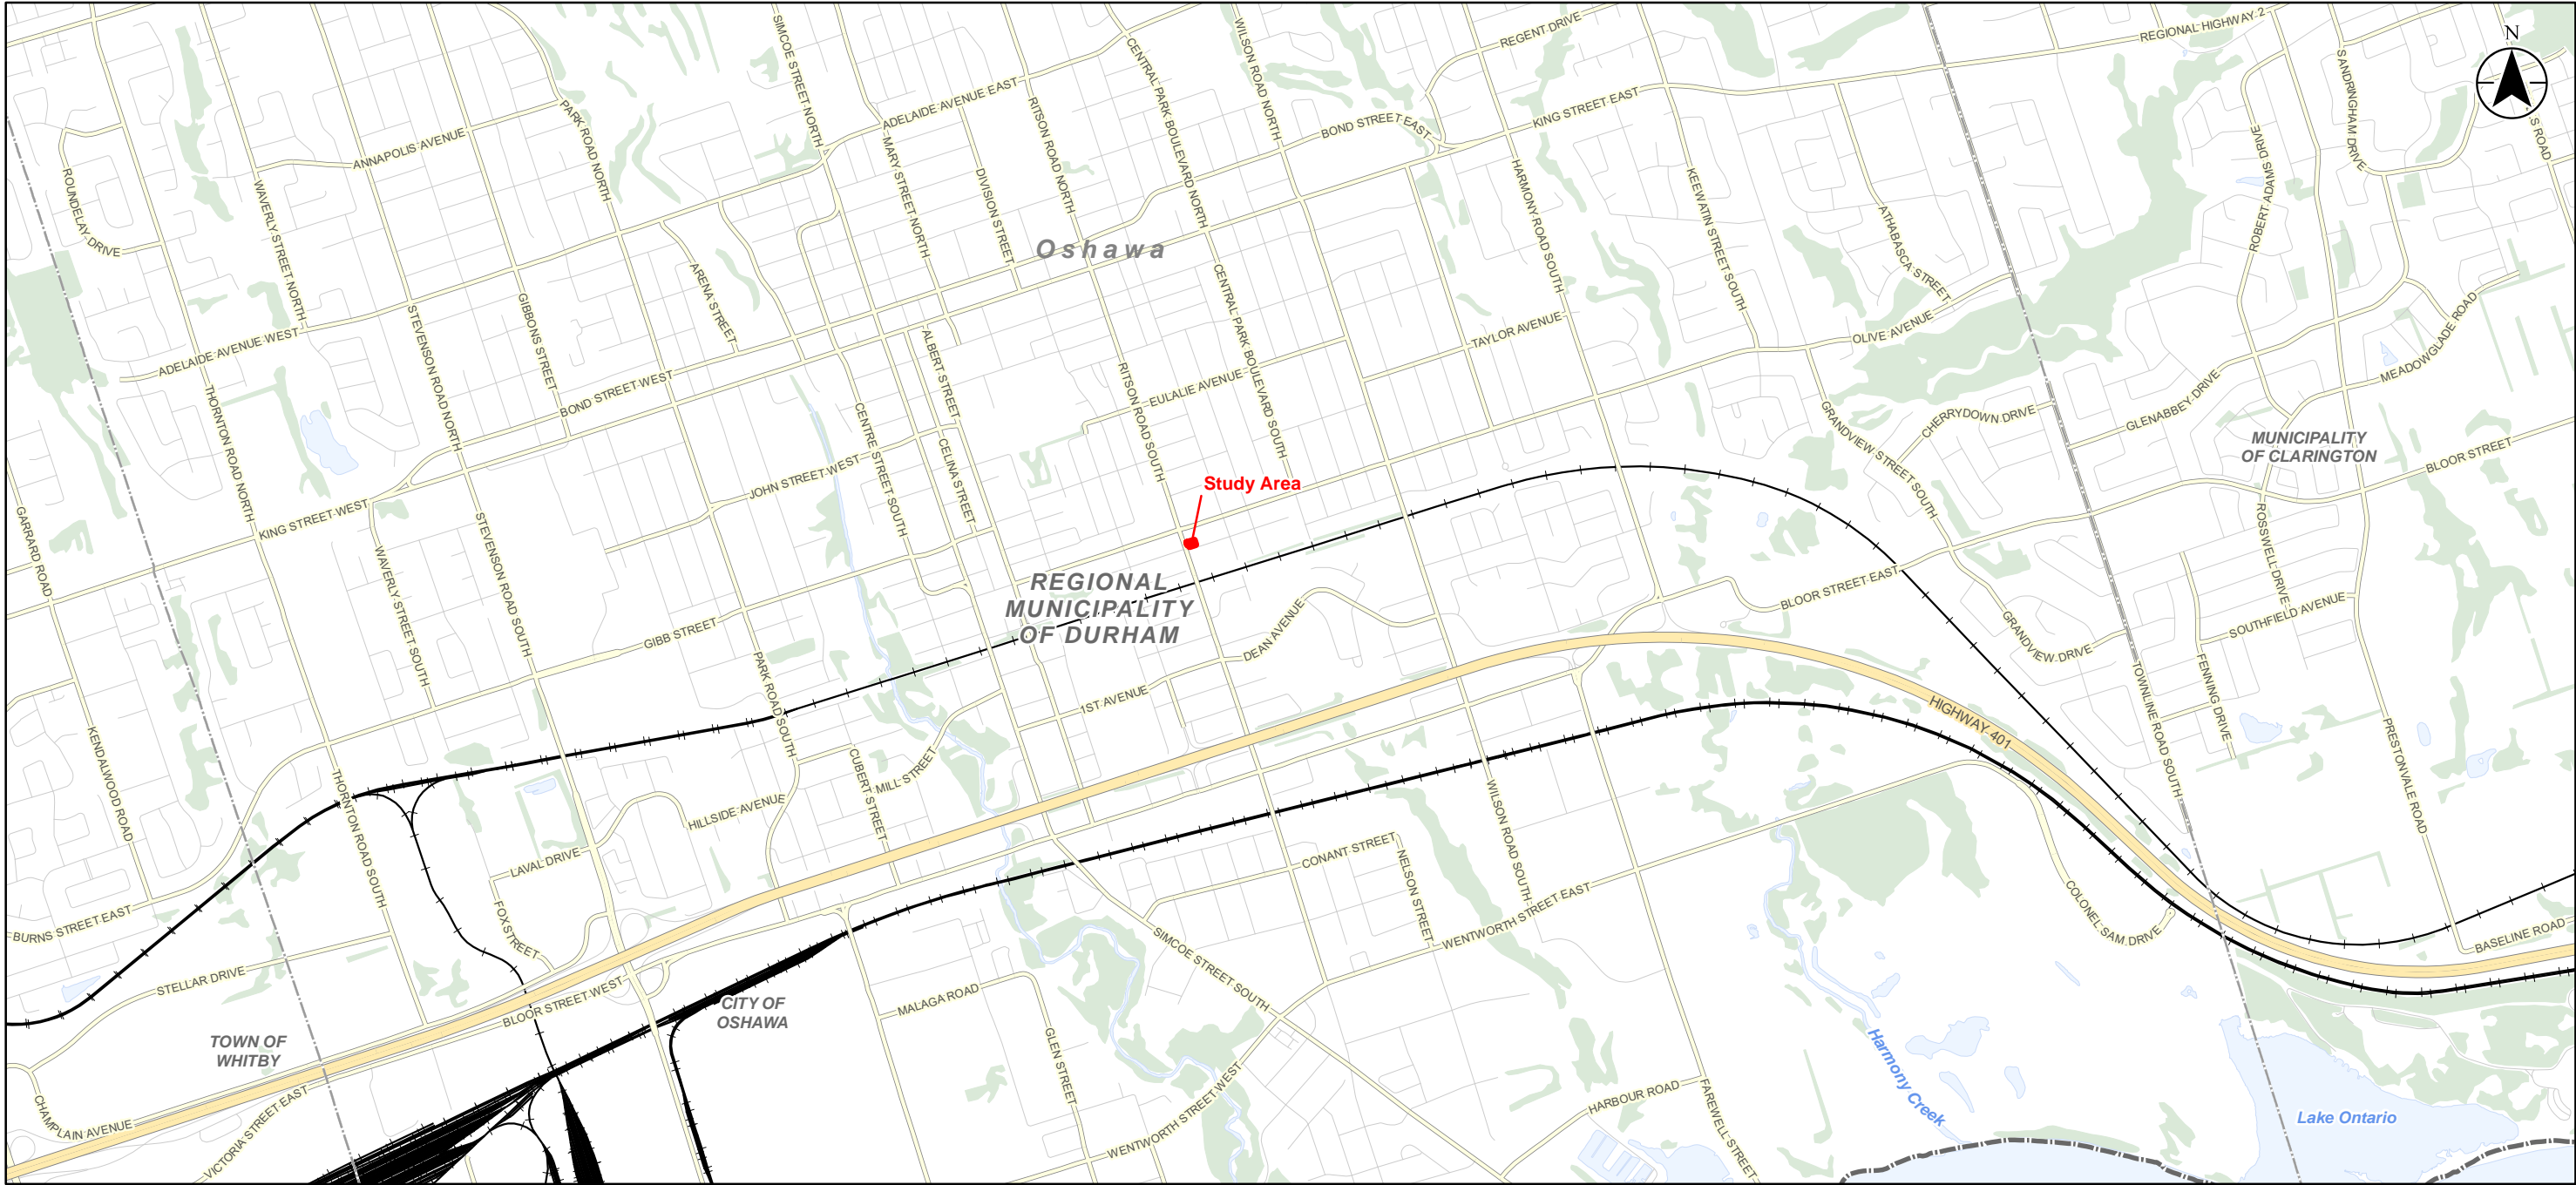 SIMCOE STREET NORTH
WILSON ROAD NORTH
REGENT DRIVE
REGIONAL HIGHWAY 2
N
CENTRAL PARK BOULEVARD NORTH
SANDRINGHAM DRIVE
ADELAIDE AVENUE EAST
PARK ROAD NORTH
RITSON ROAD NORTH
BOND STREET EAST
KING STREET EAST
S ROAD
ANNAPOLIS AVENUE
MARY STREET NORTH
DIVISION STREET
ROBERT ADAMS DRIVE
ROUNDELAY DRIVE
WAVERLY STREET NORTH
HARMONY ROAD SOUTH
KEEWATIN STREET SOUTH
ATHABASCA STREET
Oshawa
ARENA STREET
CENTRAL PARK BOULEVARD SOUTH
GIBBONS STREET
STEVENSON ROAD NORTH
ADELAIDE AVENUE WEST
ALBERT STREET
TAYLOR AVENUE
OLIVE AVENUE
MEADOWGLADE ROAD
THORNTON ROAD NORTH
BOND STREET WEST
RITSON ROAD SOUTH
EULALIE AVENUE
GLENABBEY DRIVE
CHERRYDOWN DRIVE
GRANDVIEW STREET SOUTH
CENTRE STREET SOUTH
CELINA STREET
JOHN STREET WEST
MUNICIPALITY
OF CLARINGTON
BLOOR STREET
Study Area
GARRARD ROAD
KING STREET WEST
STEVENSON ROAD SOUTH
WAVERLY STREET SOUTH
ROSSWELL DRIVE
REGIONAL
MUNICIPALITY
OF DURHAM
BLOOR STREET EAST
GIBB STREET
DEAN AVENUE
GRANDVIEW DRIVE
SOUTHFIELD AVENUE
FENNING DRIVE
TOWNLINE ROAD SOUTH
PARK ROAD SOUTH
1ST AVENUE
HIGHWAY 401
PRESTONVALE ROAD
KENDALWOOD ROAD
THORNTON ROAD SOUTH
CUBERT STREET
MILL STREET
HILLSIDE AVENUE
WILSON ROAD SOUTH
LAVAL DRIVE
CONANT STREET
NELSON STREET
WENTWORTH STREET EAST
COLONEL SAM DRIVE
BURNS STREET EAST
FOX STREET
SIMCOE STREET SOUTH
BASELINE ROAD
STELLAR DRIVE
BLOOR STREET WEST
CITY OF
OSHAWA
MALAGA ROAD
TOWN OF
WHITBY
GLEN STREET
Harmony Creek
Lake Ontario
CHAMPLAIN AVENUE
VICTORIA STREET EAST
WENTWORTH STREET WEST
HARBOUR ROAD
FAREWELL STREET